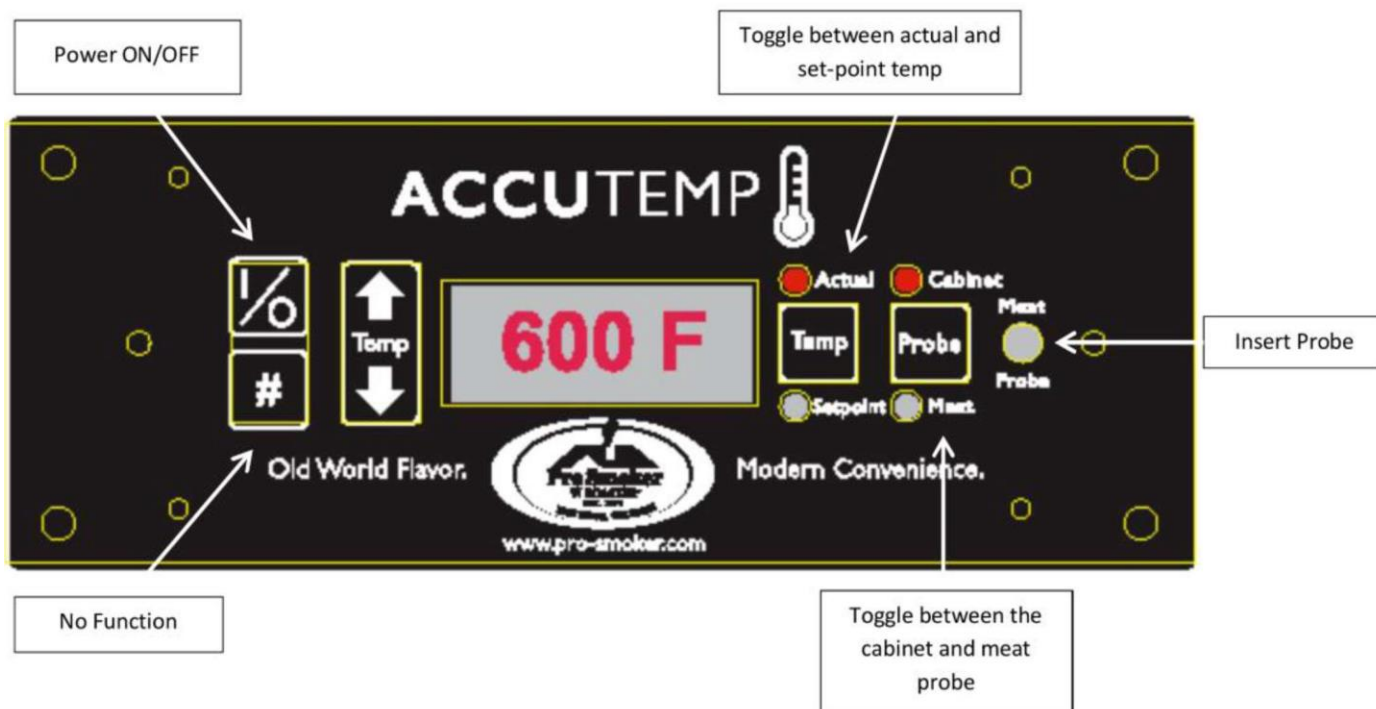 Power ON/OFF
Toggle between actual and
set-point temp
ACCUTEMP
I/O
Actual
Cabinet
Meat
Temp
600 F
Temp
Probe
Insert Probe
#
Probe
Setpoint
Meat
Old World Flavor.
Pro Smoker
Modern Convenience.
www.pro-smoker.com
No Function
Toggle between the
cabinet and meat
probe